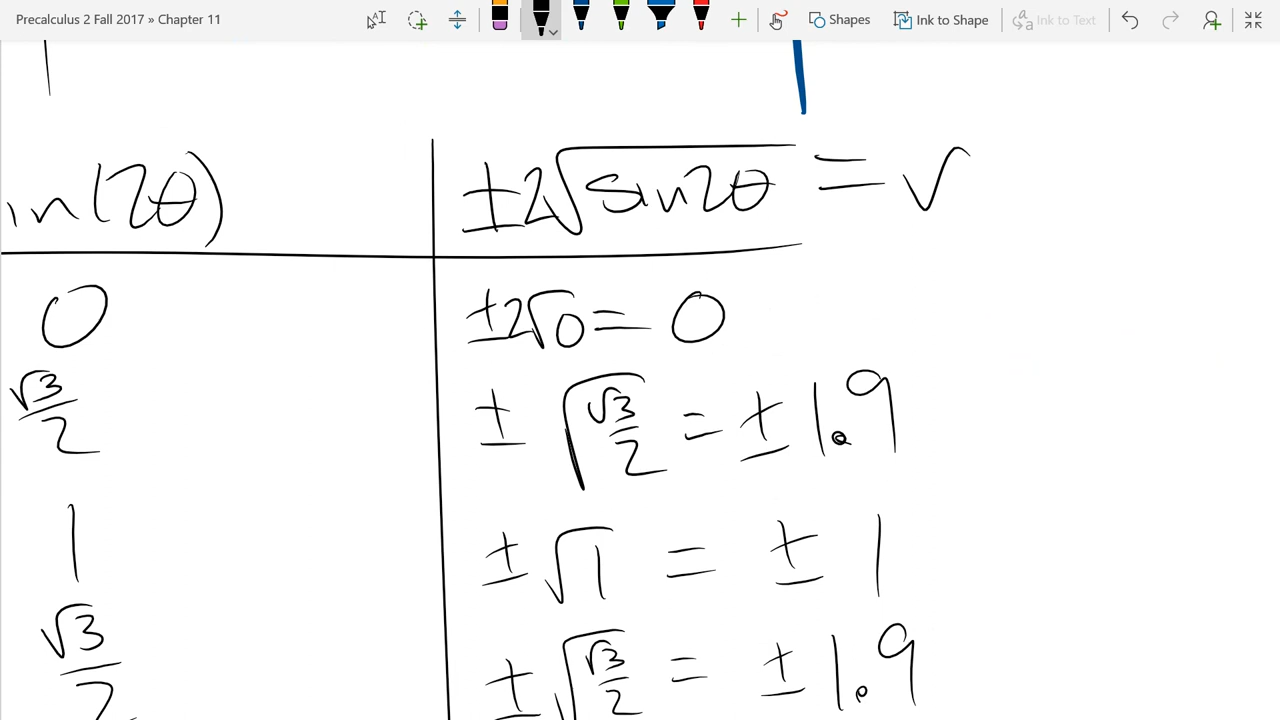 Precalculus 2 Fall 2017 » Chapter 11
Shapes
Ink to Shape
Ink to Text
in(2θ)
±2√sin2θ = r
0
±2√0 = 0
√3/2
± √(√3/2) = ± 1.9
1
± √1 = ± 1
√3/2
± √(√3/2) = ± 1.9